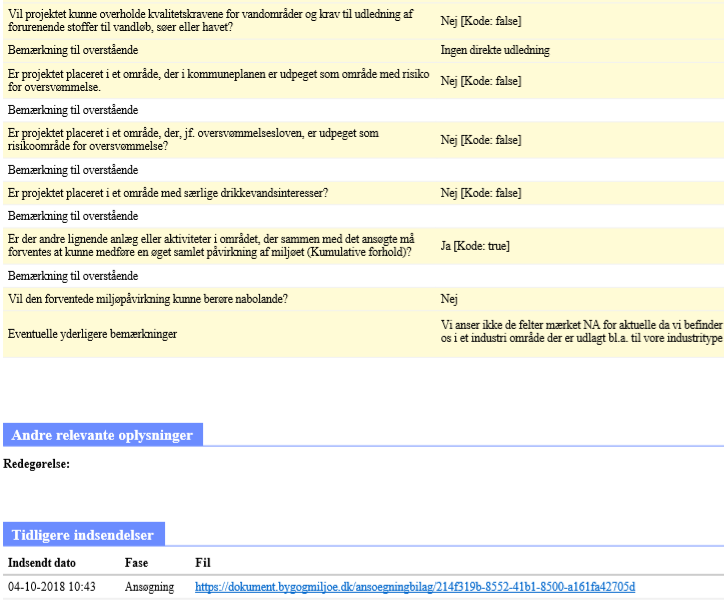 Vil projektet kunne overholde kvalitetskravene for vandområder og krav til udledning af
forurenende stoffer til vandløb, søer eller havet?
Nej [Kode: false]
Bemærkning til overstående
Ingen direkte udledning
Er projektet placeret i et område, der i kommuneplanen er udpeget som område med risiko
for oversvømmelse.
Nej [Kode: false]
Bemærkning til overstående
Er projektet placeret i et område, der, jf. oversvømmelsesloven, er udpeget som
risikoområde for oversvømmelse?
Nej [Kode: false]
Bemærkning til overstående
Er projektet placeret i et område med særlige drikkevandsinteresser?
Nej [Kode: false]
Bemærkning til overstående
Er der andre lignende anlæg eller aktiviteter i området, der sammen med det ansøgte må
forventes at kunne medføre en øget samlet påvirkning af miljøet (Kumulative forhold)?
Ja [Kode: true]
Bemærkning til overstående
Vil den forventede miljøpåvirkning kunne berøre nabolande?
Nej
Eventuelle yderligere bemærkninger
Vi anser ikke de felter mærket NA for aktuelle da vi befinder
os i et industri område der er udlagt bl.a. til vore industritype
Andre relevante oplysninger
Redegørelse:
Tidligere indsendelser
Indsendt dato Fase Fil
04-10-2018 10:43 Ansøgning https://dokument.bygogmiljoe.dk/ansoegningbilag/214f319b-8552-41b1-8500-a161fa42705d